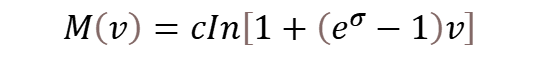 M(v) = cIn[1 + (e^σ − 1)v]